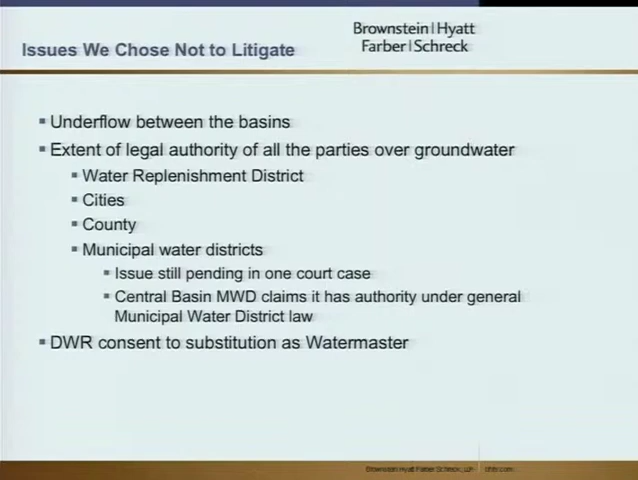 Brownstein|Hyatt
Farber|Schreck
Issues We Chose Not to Litigate
▪ Underflow between the basins
▪ Extent of legal authority of all the parties over groundwater
▪ Water Replenishment District
▪ Cities
▪ County
▪ Municipal water districts
▪ Issue still pending in one court case
▪ Central Basin MWD claims it has authority under general
Municipal Water District law
▪ DWR consent to substitution as Watermaster
Brownstein Hyatt Farber Schreck, LLP | bhfs.com